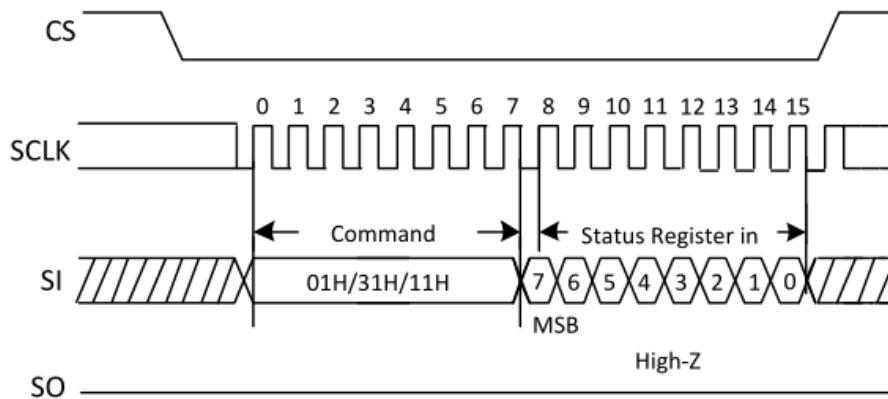 CS
0 1 2 3 4 5 6 7 8 9 10 11 12 13 14 15
SCLK
Command
Status Register in
SI
01H/31H/11H
7 6 5 4 3 2 1 0
MSB
High-Z
SO